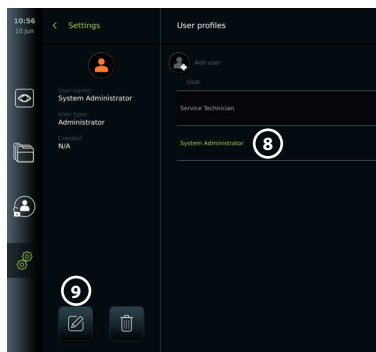 10:56
10 Jun
Settings
User profiles
Add user
User
User name:
System Administrator
User type:
Administrator
Created:
N/A
Service Technician
System Administrator
8
9